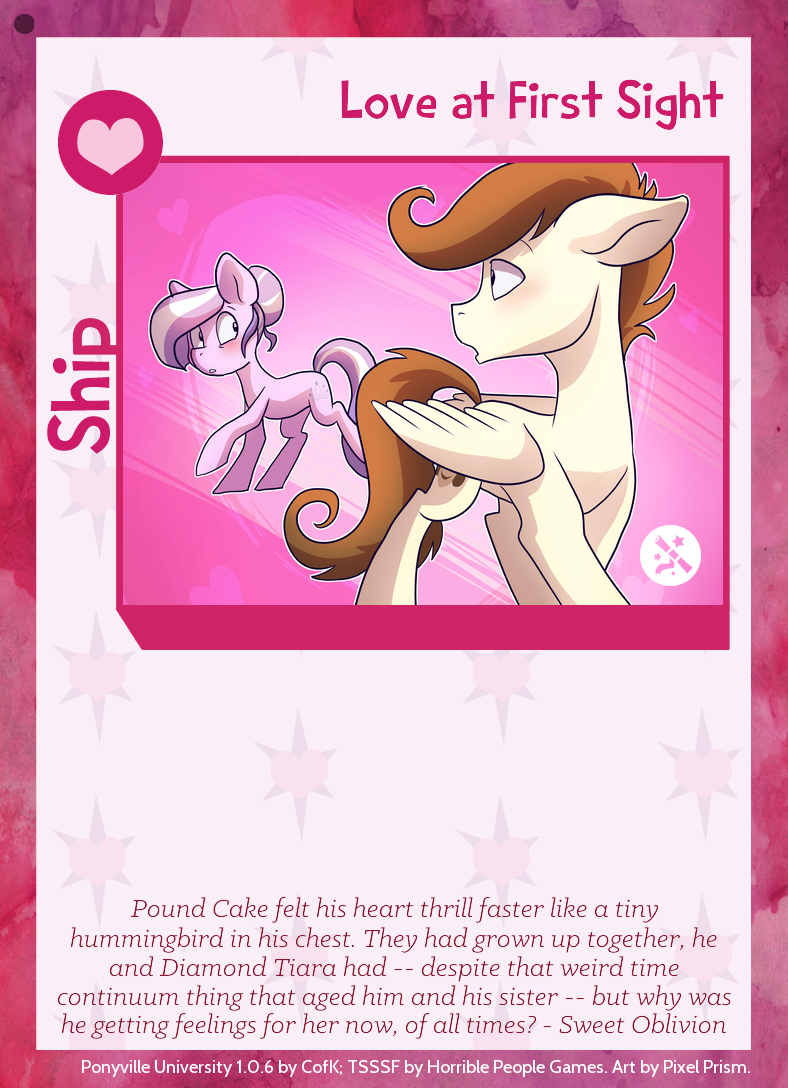 Love at First Sight
Ship
Pound Cake felt his heart thrill faster like a tiny
hummingbird in his chest. They had grown up together, he
and Diamond Tiara had -- despite that weird time
continuum thing that aged him and his sister -- but why was
he getting feelings for her now, of all times? - Sweet Oblivion
Ponyville University 1.0.6 by CofK; TSSSF by Horrible People Games. Art by Pixel Prism.